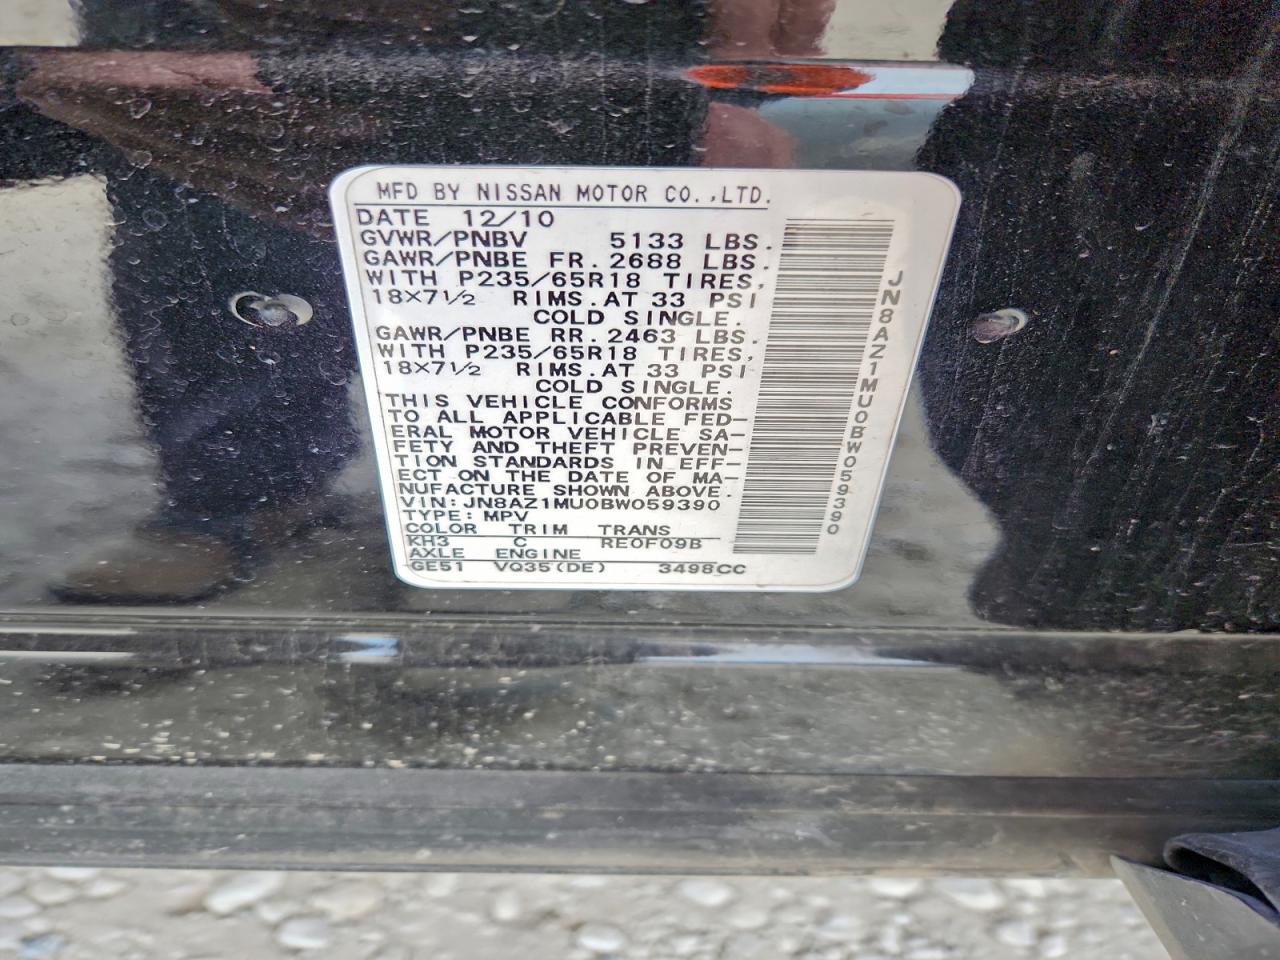 MFD BY NISSAN MOTOR CO.,LTD.
DATE 12/10
GVWR/PNBV 5133 LBS.
GAWR/PNBE FR.2688 LBS.
WITH P235/65R18 TIRES,
18×7½ RIMS.AT 33 PSI
COLD SINGLE.
GAWR/PNBE RR.2463 LBS.
WITH P235/65R18 TIRES,
18×7½ RIMS.AT 33 PSI
COLD SINGLE.
THIS VEHICLE CONFORMS
TO ALL APPLICABLE FED-
ERAL MOTOR VEHICLE SA-
FETY AND THEFT PREVEN-
TION STANDARDS IN EFF-
ECT ON THE DATE OF MA-
NUFACTURE SHOWN ABOVE.
VIN:JN8AZ1MU0BW059390
TYPE:MPV
COLOR TRIM TRANS
KH3 C RE0F09B
AXLE ENGINE
GE51 VQ35(DE) 3498CC
JN8AZ1MU0BW059390